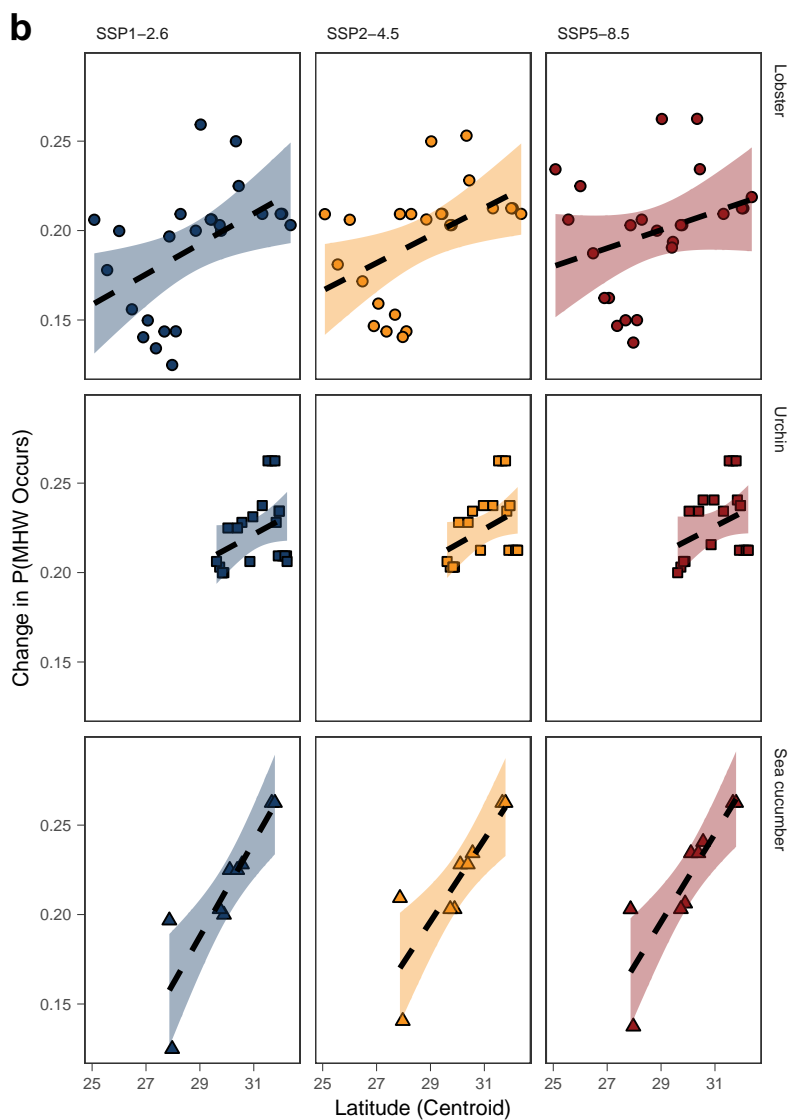 b
SSP1−2.6 SSP2−4.5 SSP5−8.5
Lobster
0.25
0.20
0.15
Urchin
0.25
0.20
0.15
Sea cucumber
0.25
0.20
0.15
Change in P(MHW Occurs)
25 27 29 31 25 27 29 31 25 27 29 31
Latitude (Centroid)